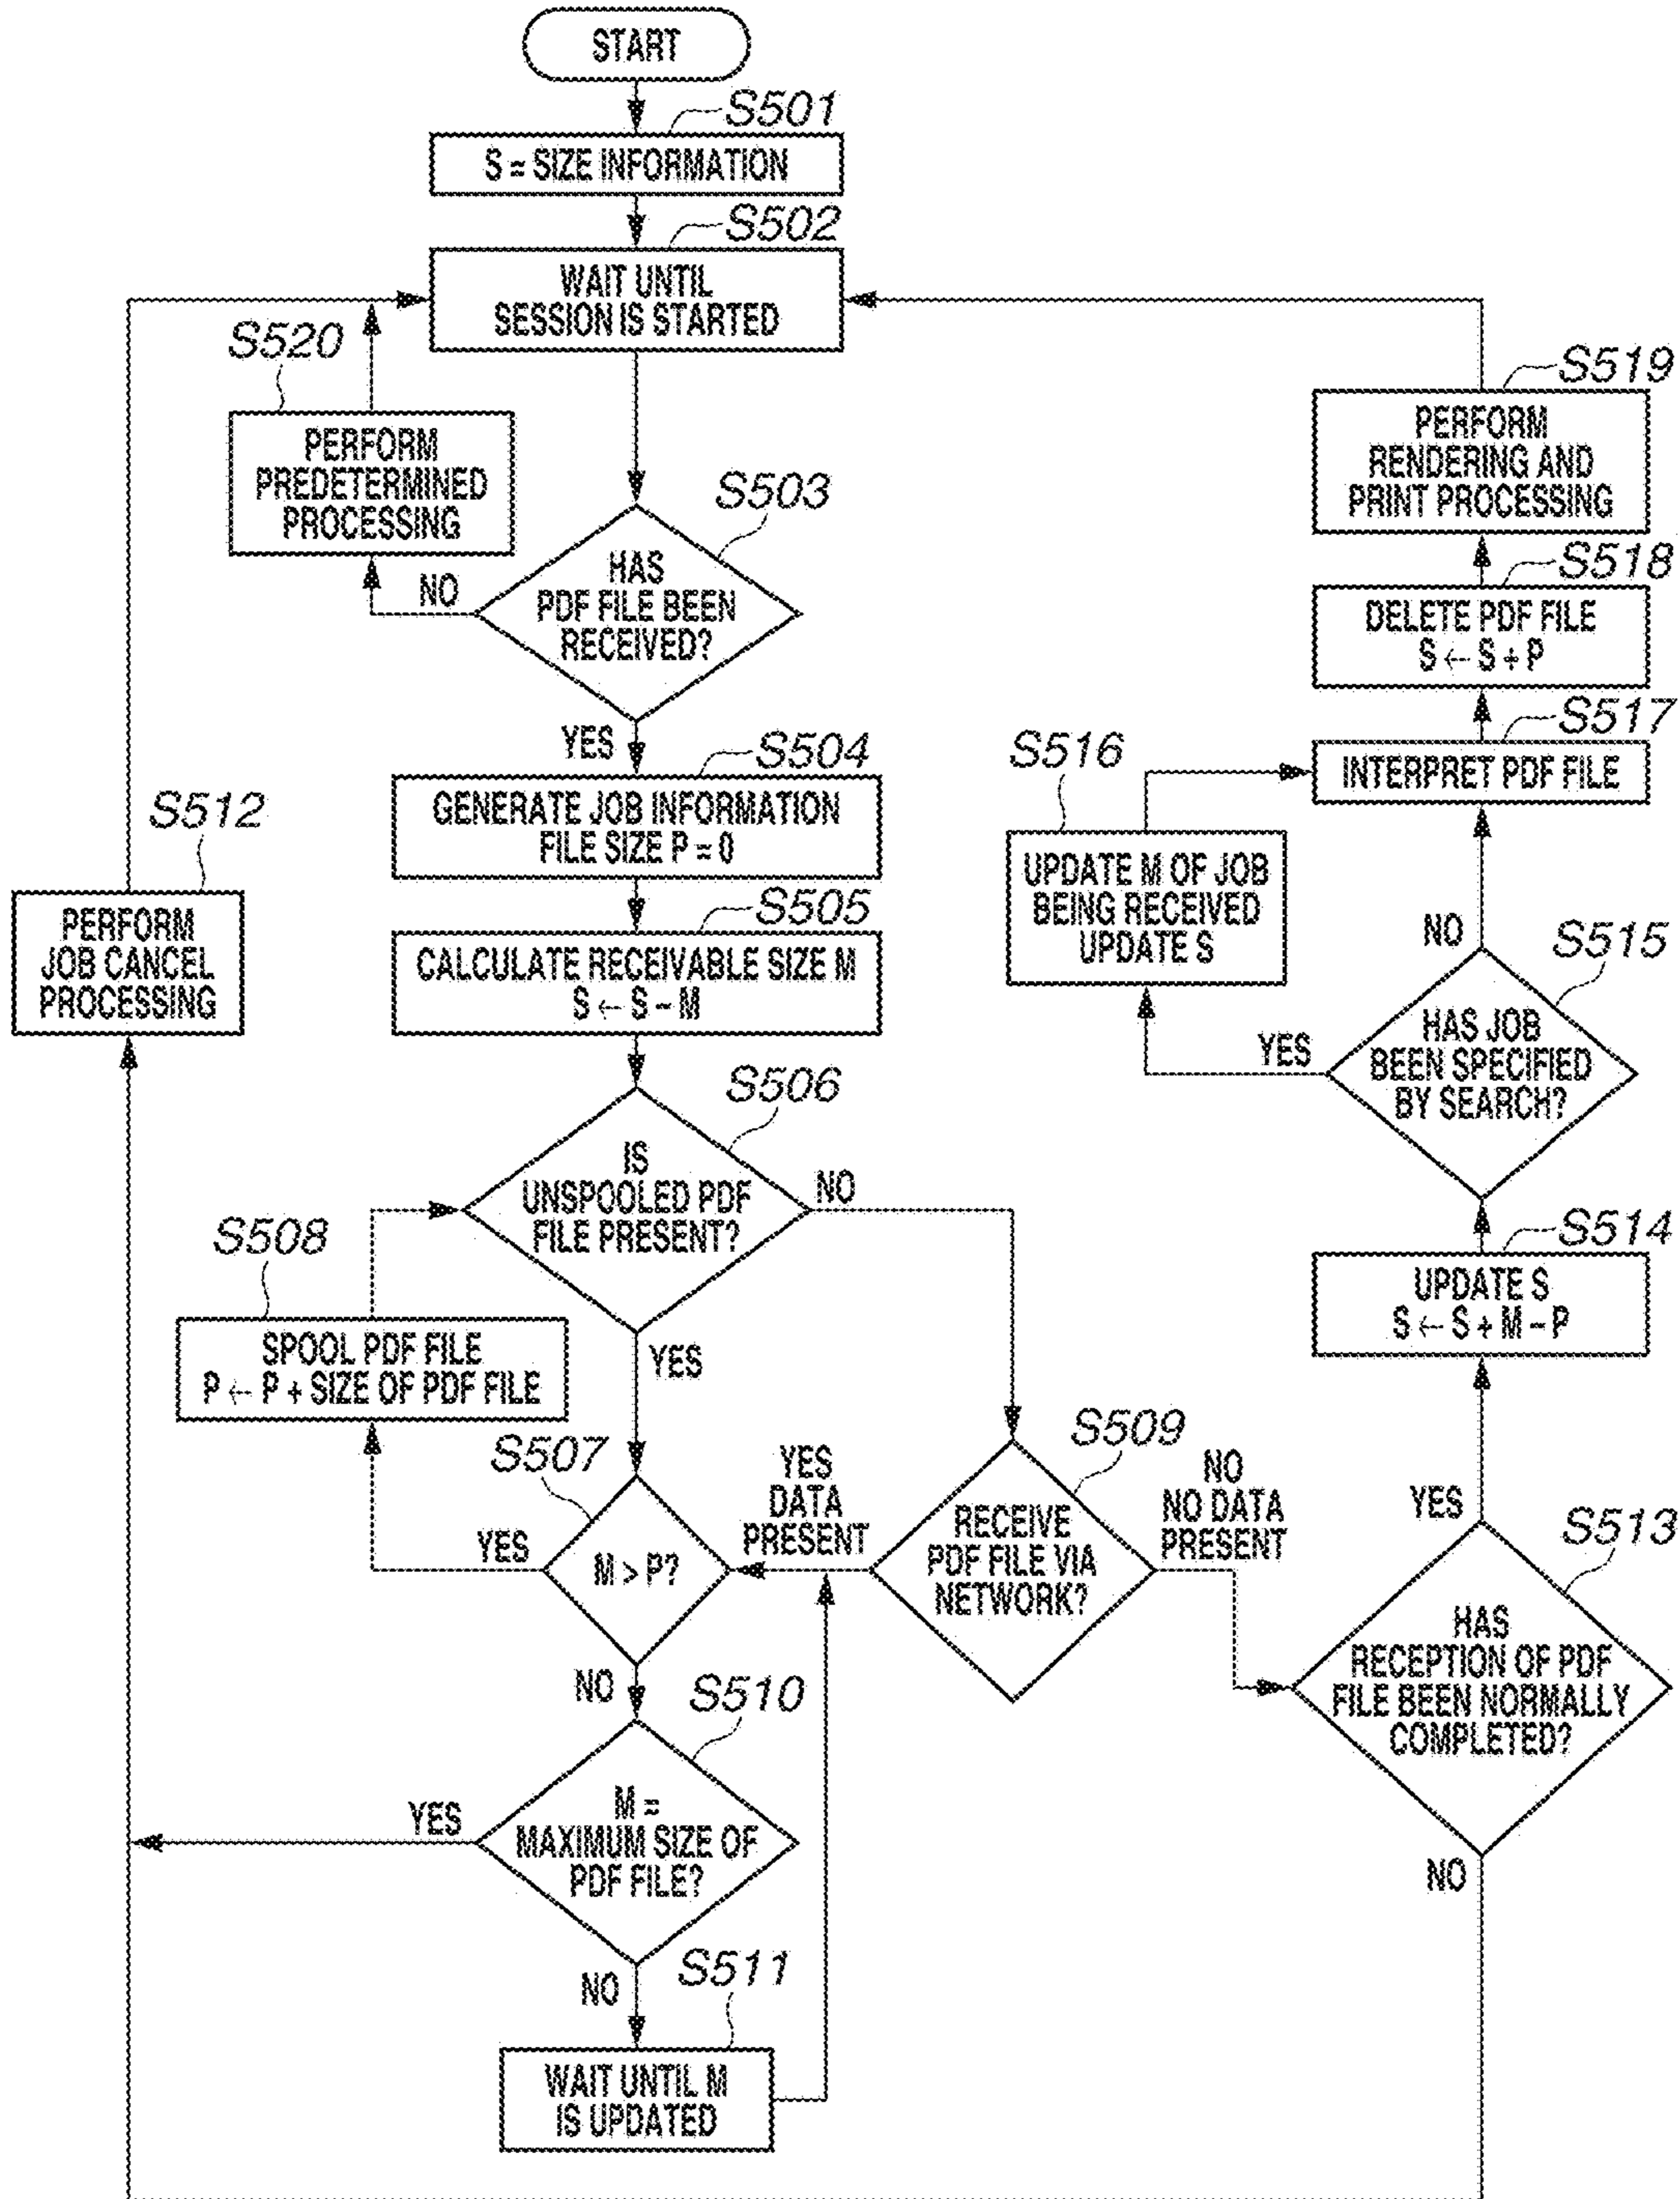 START
S501
S = SIZE INFORMATION
S502
WAIT UNTIL
SESSION IS STARTED
S520
PERFORM
PREDETERMINED
PROCESSING
S503
HAS
PDF FILE BEEN
RECEIVED?
NO
YES
S504
GENERATE JOB INFORMATION
FILE SIZE P = 0
S505
CALCULATE RECEIVABLE SIZE M
S ← S – M
S512
PERFORM
JOB CANCEL
PROCESSING
S506
IS
UNSPOOLED PDF
FILE PRESENT?
NO
YES
S508
SPOOL PDF FILE
P ← P + SIZE OF PDF FILE
S507
M > P?
YES
NO
S509
RECEIVE
PDF FILE VIA
NETWORK?
YES
DATA
PRESENT
NO
NO DATA
PRESENT
S510
M =
MAXIMUM SIZE OF
PDF FILE?
YES
NO
S511
WAIT UNTIL M
IS UPDATED
S513
HAS
RECEPTION OF PDF
FILE BEEN NORMALLY
COMPLETED?
YES
NO
S514
UPDATE S
S ← S + M – P
S515
HAS JOB
BEEN SPECIFIED
BY SEARCH?
YES
NO
S516
UPDATE M OF JOB
BEING RECEIVED
UPDATE S
S517
INTERPRET PDF FILE
S518
DELETE PDF FILE
S ← S + P
S519
PERFORM
RENDERING AND
PRINT PROCESSING